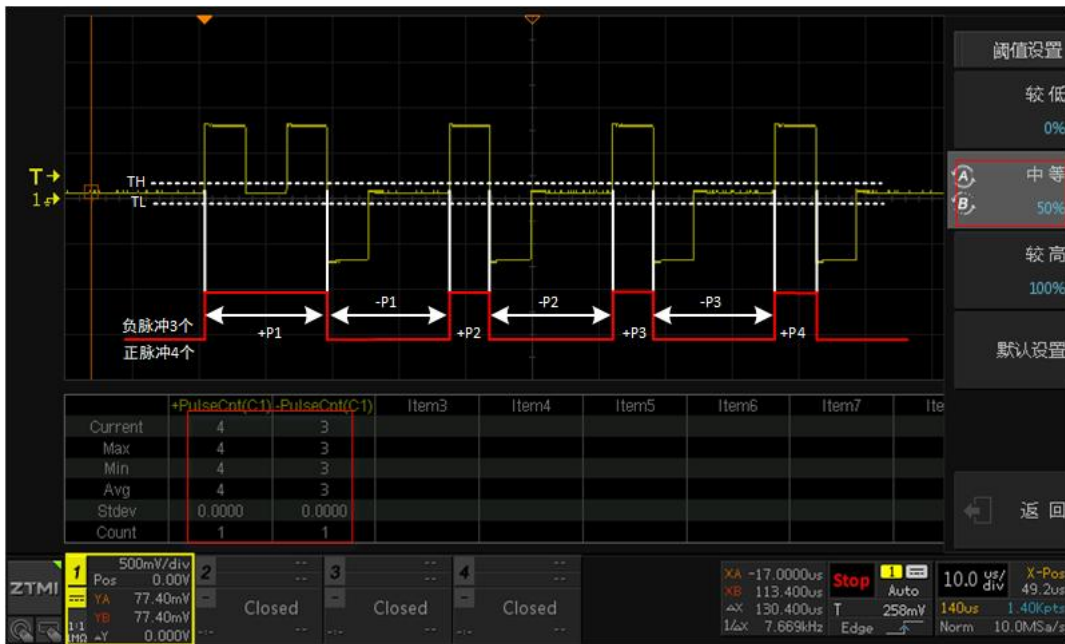 阈值设置
较低
0%
A
B
中等
50%
较高
100%
默认设置
返回
T
1
TH
TL
-P1
-P2
-P3
+P1
+P2
+P3
+P4
负脉冲3个
正脉冲4个
+PulseCnt(C1) -PulseCnt(C1) Item3 Item4 Item5 Item6 Item7 Ite
Current 4 3
Max 4 3
Min 4 3
Avg 4 3
Stdev 0.0000 0.0000
Count 1 1
ZTMI
1 500mV/div
Pos 0.00V
YA 77.40mV
YB 77.40mV
1:1 1MΩ △Y 0.000V
2 -- -- Closed -:- --
3 -- -- Closed -:- --
4 -- -- Closed -:- --
XA -17.0000us
XB 113.400us
△X 130.400us
1/△X 7.669kHz
Stop 1 Auto
T 258mV
Edge
10.0 us/div X-Pos 49.2us
140us 1.40Kpts
Norm 10.0MSa/s